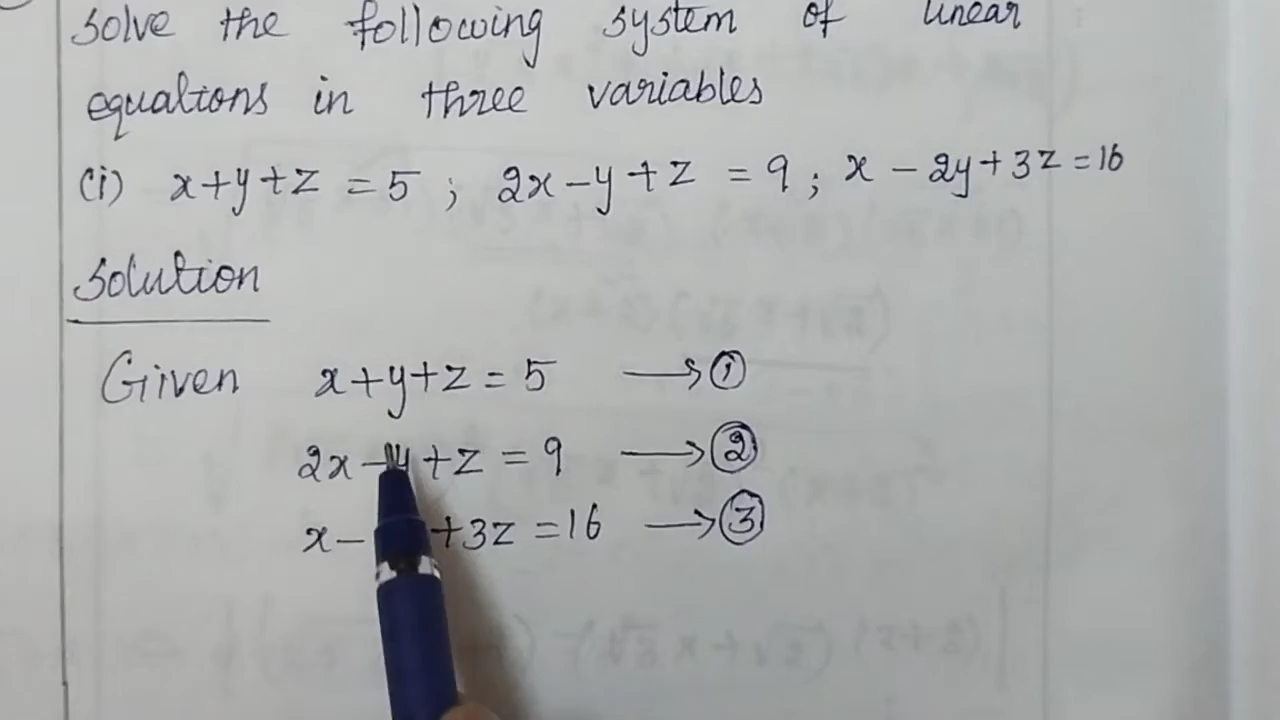 Solve the following system of linear
equations in three variables
(i) x+y+z = 5 ; 2x-y+z = 9 ; x - 2y+3z = 16
Solution
Given x+y+z = 5 → ①
2x-y+z = 9 → ②
x- +3z = 16 → ③